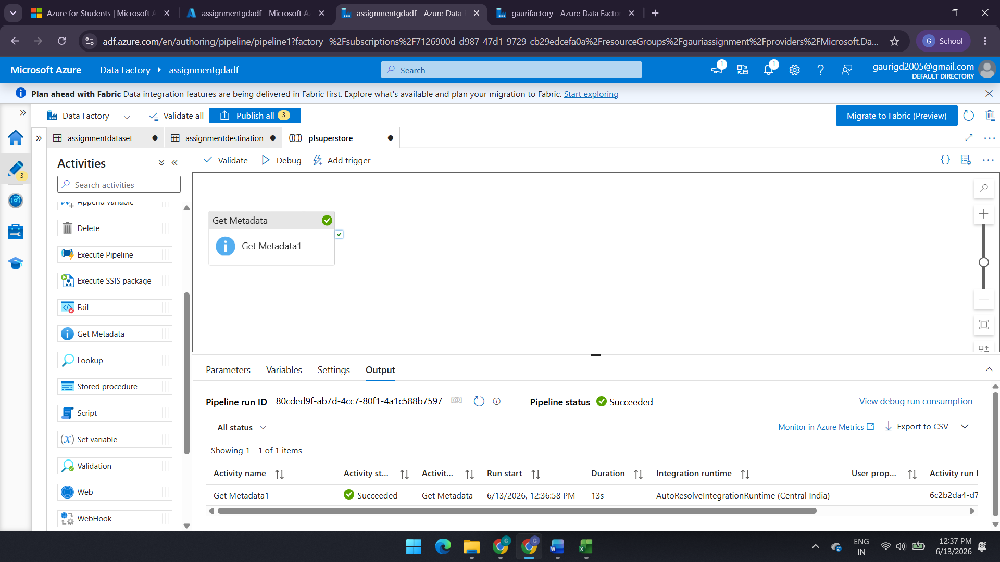 Azure for Students | Microsoft A
assignmentgdadf - Microsoft Az
assignmentgdadf - Azure Data
gaurifactory - Azure Data Facto
adf.azure.com/en/authoring/pipeline/pipeline1?factory=%2Fsubscriptions%2F7126900d-d987-47d1-9729-cb29edcefa0a%2FresourceGroups%2Fgauriassignment%2Fproviders%2FMicrosoft.Da...
G School
Microsoft Azure
Data Factory
assignmentgdadf
Search
1
1
gaurigd2005@gmail.com
DEFAULT DIRECTORY
Plan ahead with Fabric Data integration features are being delivered in Fabric first. Explore what's available and plan your migration to Fabric. Start exploring
Data Factory
Validate all
Publish all 3
Migrate to Fabric (Preview)
assignmentdataset
assignmentdestination
plsuperstore
3
Activities
Search activities
Append variable
Delete
Execute Pipeline
Execute SSIS package
Fail
Get Metadata
Lookup
Stored procedure
Script
Set variable
Validation
Web
WebHook
Validate
Debug
Add trigger
Get Metadata
Get Metadata1
Parameters
Variables
Settings
Output
Pipeline run ID 80cded9f-ab7d-4cc7-80f1-4a1c588b7597
Pipeline status Succeeded
View debug run consumption
All status
Monitor in Azure Metrics
Export to CSV
Showing 1 - 1 of 1 items
Activity name
Activity st...
Activit...
Run start
Duration
Integration runtime
User prop...
Activity run I
Get Metadata1
Succeeded
Get Metadata
6/13/2026, 12:36:58 PM
13s
AutoResolveIntegrationRuntime (Central India)
6c2b2da4-d7
ENG
IN
12:37 PM
6/13/2026